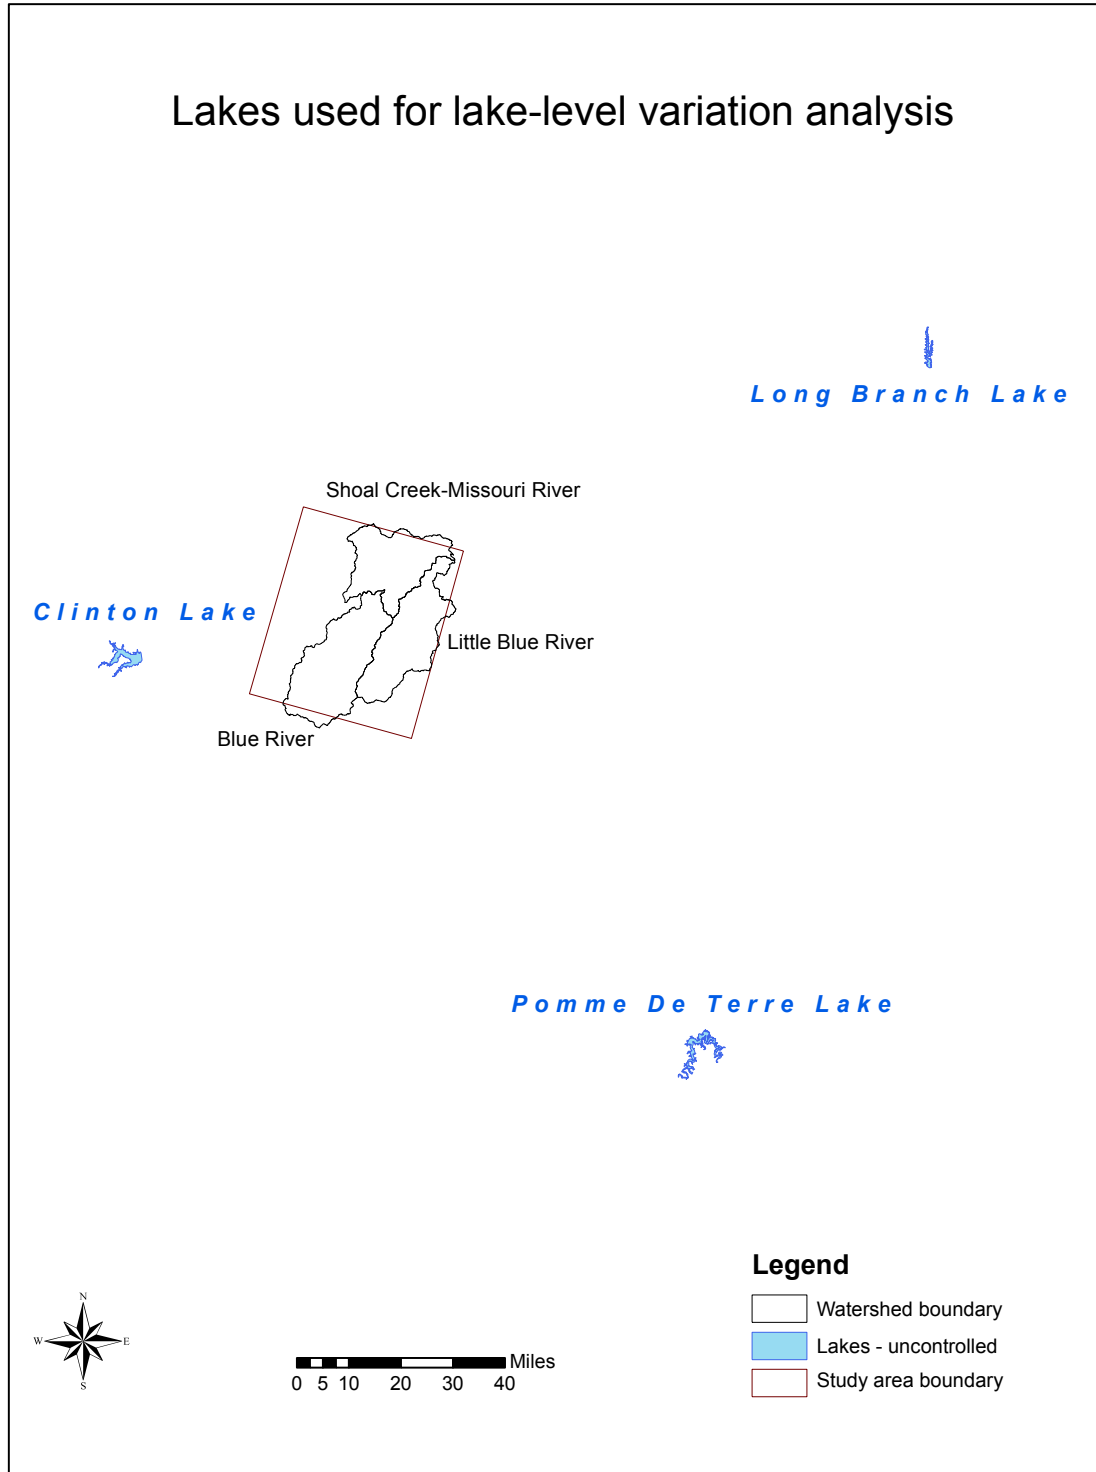 Lakes used for lake-level variation analysis
Long Branch Lake
Shoal Creek-Missouri River
Clinton Lake
Little Blue River
Blue River
Pomme De Terre Lake
Legend
Watershed boundary
Lakes - uncontrolled
Study area boundary
N
W E
S
Miles
0 5 10 20 30 40